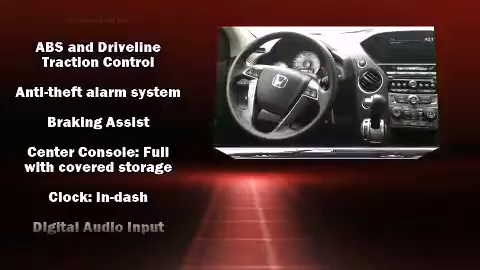 ABS and Driveline
Traction Control
Anti-theft alarm system
Braking Assist
Center Console: Full
with covered storage
Clock: In-dash
Digital Audio Input